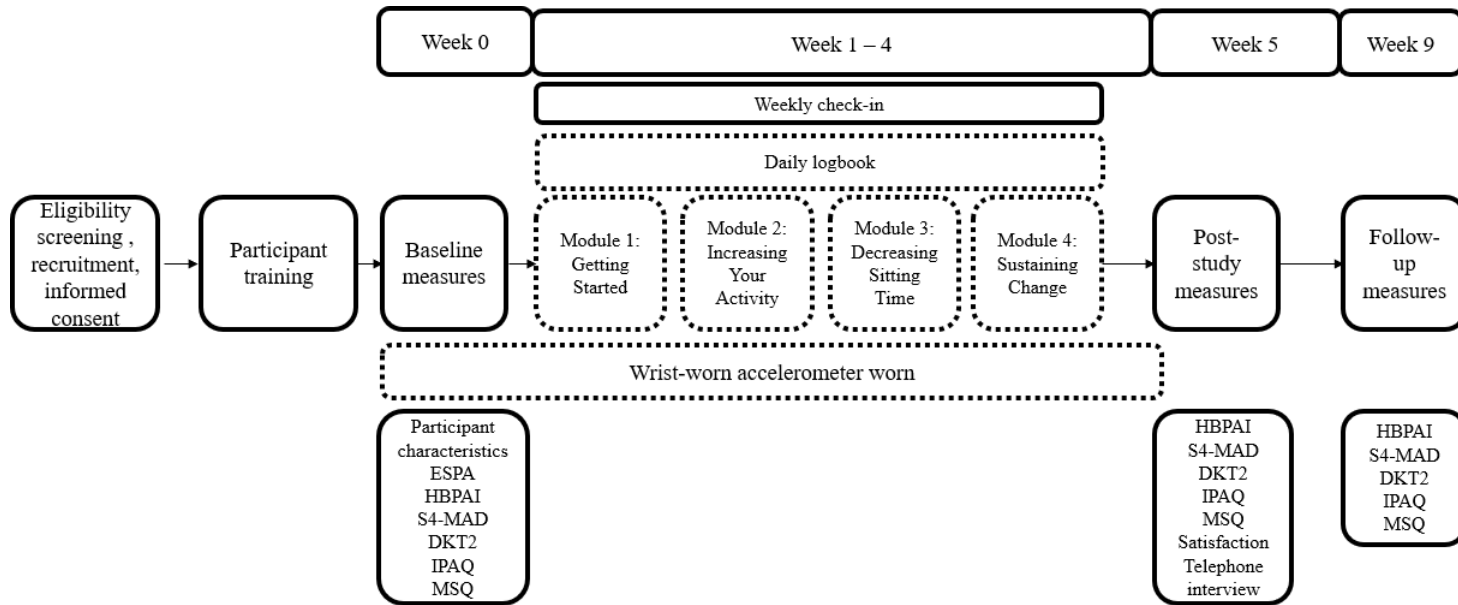 Week 0
Week 1 – 4
Week 5
Week 9
Weekly check-in
Daily logbook
Eligibility
screening ,
recruitment,
informed
consent
Participant
training
Baseline
measures
Module 1:
Getting
Started
Module 2:
Increasing
Your
Activity
Module 3:
Decreasing
Sitting
Time
Module 4:
Sustaining
Change
Post-
study
measures
Follow-
up
measures
Wrist-worn accelerometer worn
Participant
characteristics
ESPA
HBPAI
S4-MAD
DKT2
IPAQ
MSQ
HBPAI
S4-MAD
DKT2
IPAQ
MSQ
Satisfaction
Telephone
interview
HBPAI
S4-MAD
DKT2
IPAQ
MSQ